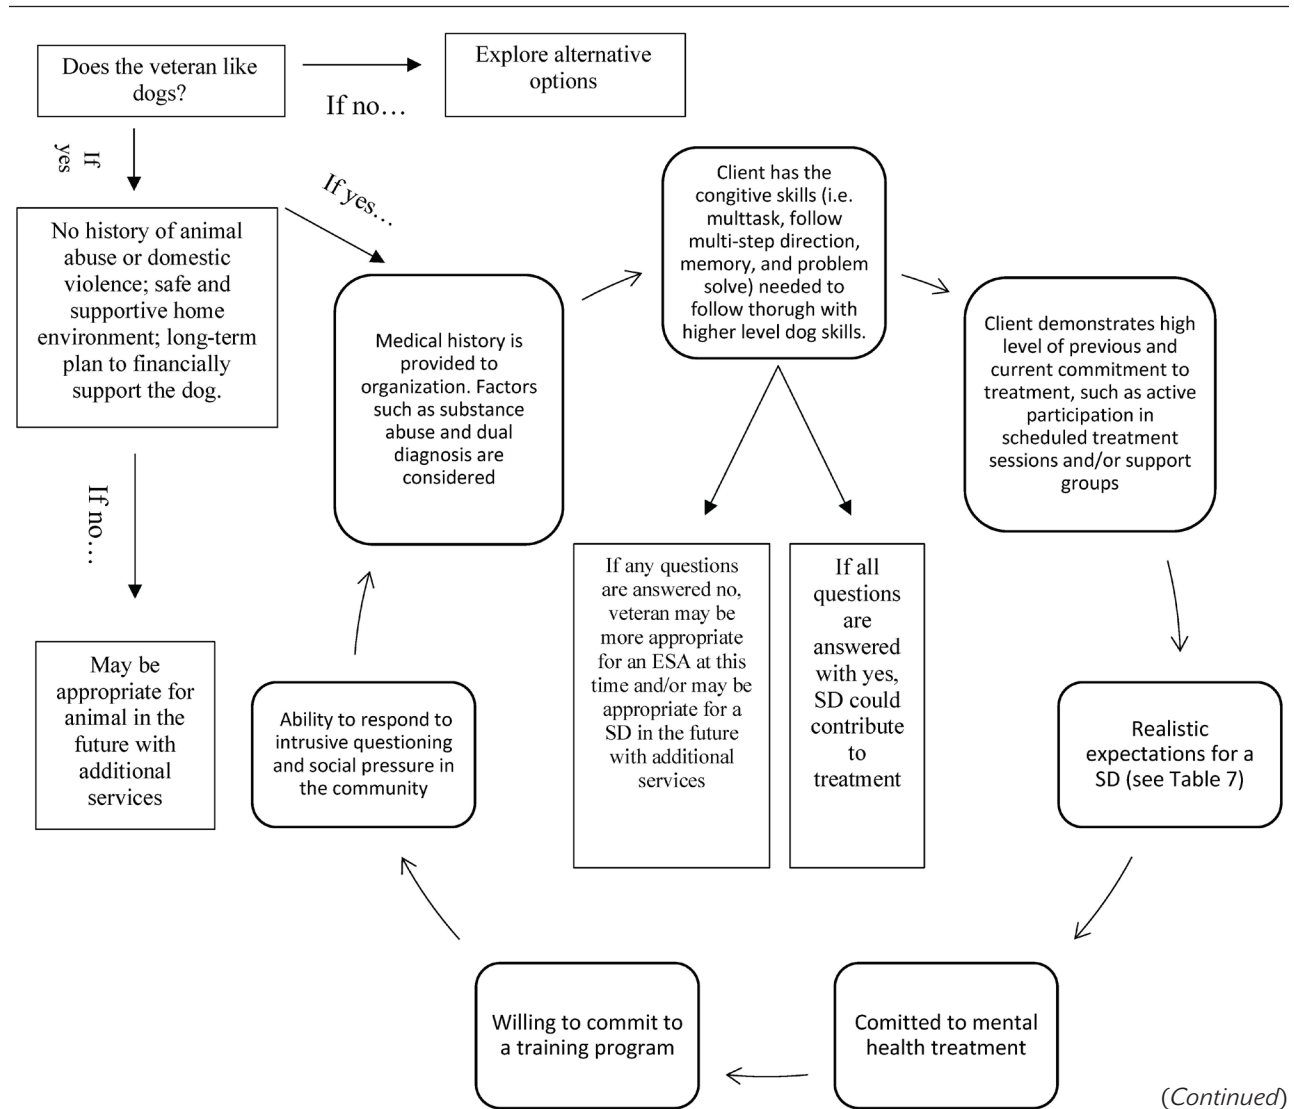 Does the veteran like
dogs?
If no…
Explore alternative
options
If
yes
If yes…
No history of animal
abuse or domestic
violence; safe and
supportive home
environment; long-term
plan to financially
support the dog.
If no…
May be
appropriate for
animal in the
future with
additional
services
Medical history is
provided to
organization. Factors
such as substance
abuse and dual
diagnosis are
considered
Client has the
congitive skills (i.e.
multtask, follow
multi-step direction,
memory, and problem
solve) needed to
follow thorugh with
higher level dog skills.
If any questions
are answered no,
veteran may be
more appropriate
for an ESA at this
time and/or may be
appropriate for a
SD in the future
with additional
services
If all
questions
are
answered
with yes,
SD could
contribute
to
treatment
Client demonstrates high
level of previous and
current commitment to
treatment, such as active
participation in
scheduled treatment
sessions and/or support
groups
Realistic
expectations for a
SD (see Table 7)
Comitted to mental
health treatment
Willing to commit to
a training program
Ability to respond to
intrusive questioning
and social pressure in
the community
(Continued)